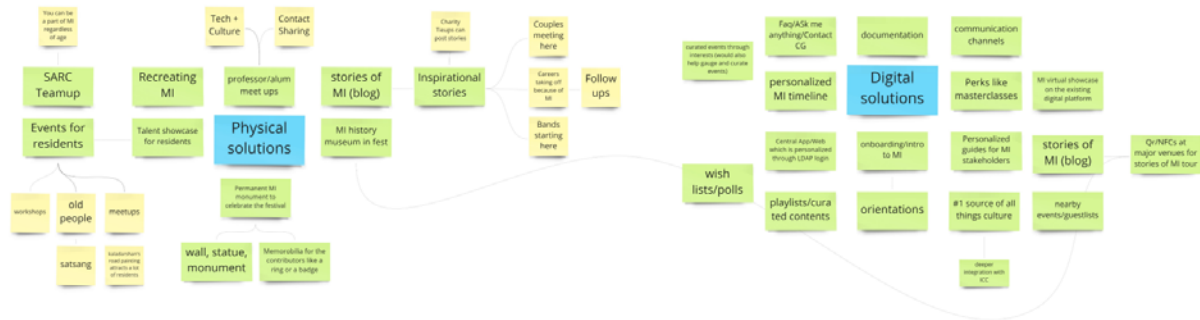 You can be
a part of MI
regardless
of age
SARC
Teamup
Events for
residents
workshops
old
people
meetups
satsang
road painting
attracts a lot
of residents
Recreating
MI
Talent showcase
for residents
Tech +
Culture
Contact
Sharing
professor/alum
meet ups
Physical
solutions
Permanent MI
monument to
celebrate the festival
wall, statue,
monument
Memorbilia for the
contributors like a
ring or a badge
stories of
MI (blog)
MI history
museum in fest
Charity
Tieups can
post stories
Inspirational
stories
Couples
meeting
here
Careers
taking off
because of
MI
Bands
starting
here
Follow
ups
curated events through
interests (would also
help gauge and curate
events)
Faq/ASk me
anything/Contact
CG
documentation
communication
channels
personalized
MI timeline
Digital
solutions
Perks like
masterclasses
MI virtual showcase
on the existing
digital platform
Central App/Web
which is personalized
through LDAP login
onboarding/intro
to MI
Personalized
guides for MI
stakeholders
stories of
MI (blog)
Qr/NFCs at
major venues for
stories of MI tour
wish
lists/polls
playlists/cura
ted contents
orientations
#1 source of all
things culture
nearby
events/guestlists
deeper
integration with
ICC